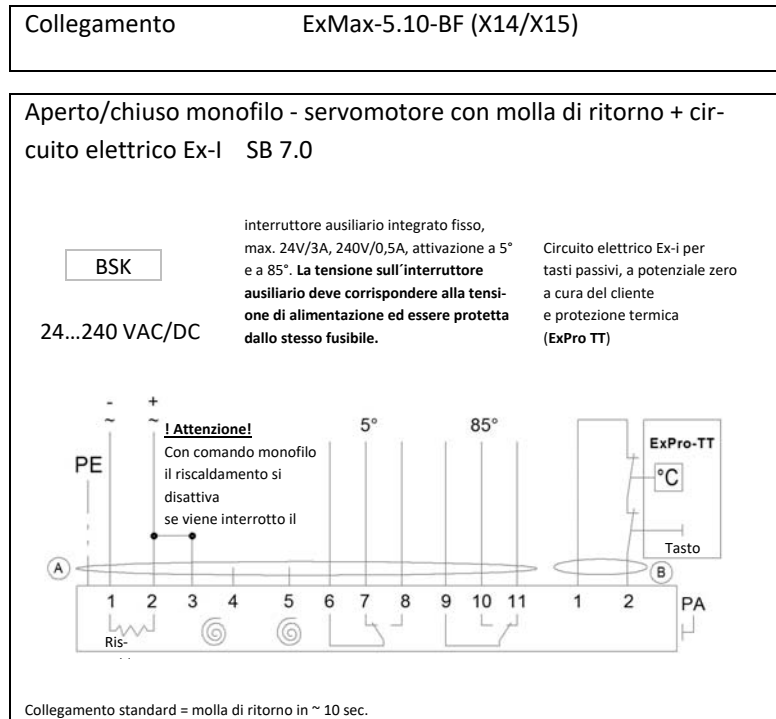 Collegamento ExMax-5.10-BF (X14/X15)
Aperto/chiuso monofilo - servomotore con molla di ritorno + cir-
cuito elettrico Ex-I SB 7.0
BSK
24...240 VAC/DC
interruttore ausiliario integrato fisso,
max. 24V/3A, 240V/0,5A, attivazione a 5°
e a 85°. La tensione sull´interruttore
ausiliario deve corrispondere alla tensi-
one di alimentazione ed essere protetta
dallo stesso fusibile.
Circuito elettrico Ex-i per
tasti passivi, a potenziale zero
a cura del cliente
e protezione termica
(ExPro TT)
- +
~ ~
! Attenzione!
Con comando monofilo
il riscaldamento si
disattiva
se viene interrotto il
PE
5° 85°
ExPro-TT
°C
Tasto
A
B
1 2 3 4 5 6 7 8 9 10 11 1 2 PA
Ris-
Collegamento standard = molla di ritorno in ~ 10 sec.